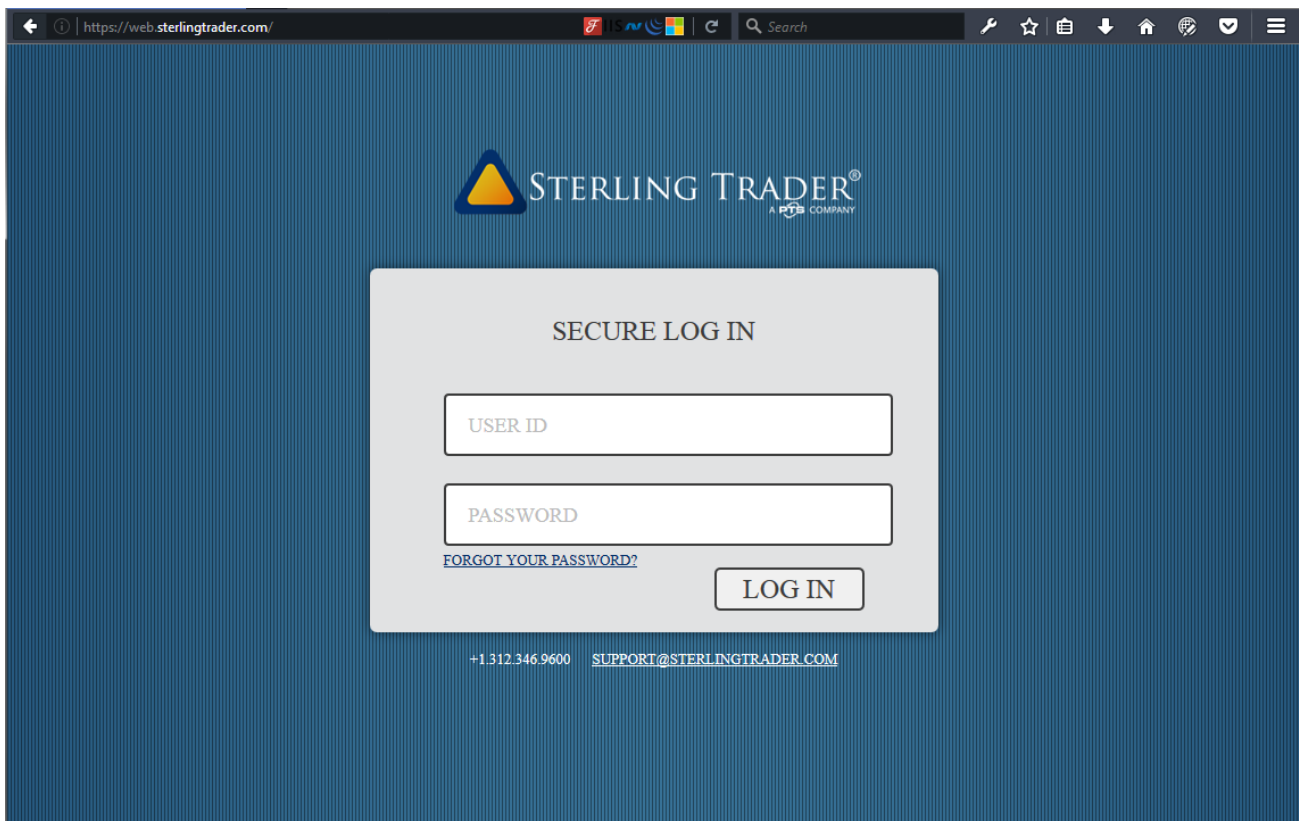 https://web.sterlingtrader.com/
IIS
Search
STERLING TRADER®
A PTS COMPANY
SECURE LOG IN
USER ID
PASSWORD
FORGOT YOUR PASSWORD?
LOG IN
+1.312.346.9600 SUPPORT@STERLINGTRADER.COM